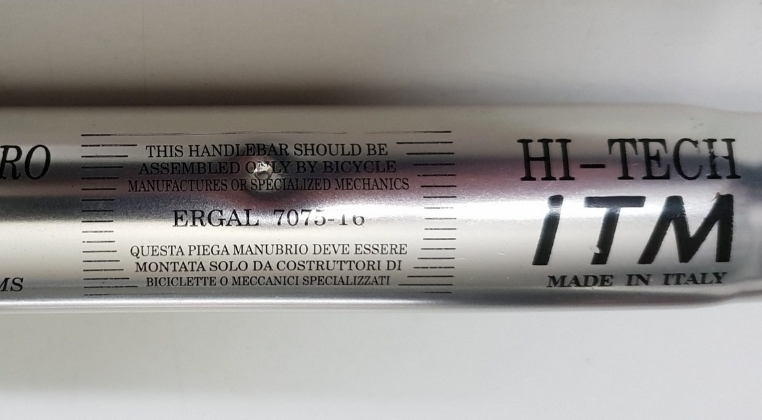 RO
MS
THIS HANDLEBAR SHOULD BE
ASSEMBLED ONLY BY BICYCLE
MANUFACTURES OR SPECIALIZED MECHANICS
ERGAL 7075-T6
QUESTA PIEGA MANUBRIO DEVE ESSERE
MONTATA SOLO DA COSTRUTTORI DI
BICICLETTE O MECCANICI SPECIALIZZATI
HI-TECH
ITM
MADE IN ITALY